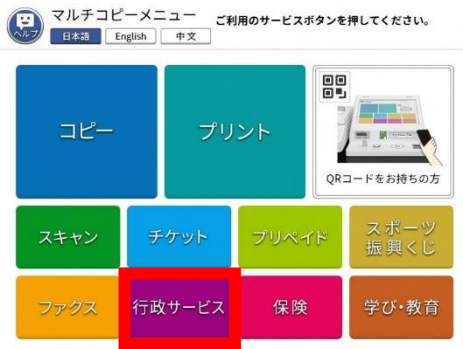 マルチコピーメニュー
ご利用のサービスボタンを押してください。
ヘルプ
日本語
English
中文
コピー
プリント
QRコードをお持ちの方
スキャン
チケット
プリペイド
スポーツ
振興くじ
ファクス
行政サービス
保険
学び・教育